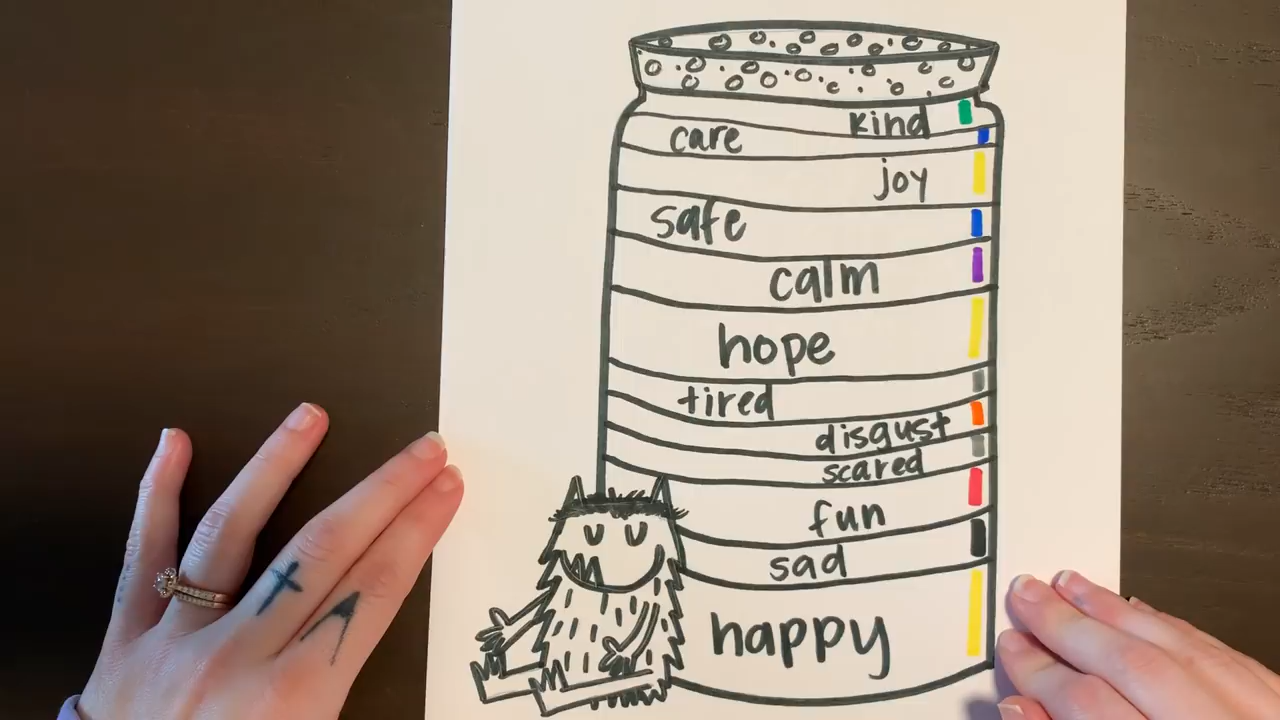 kind
care
joy
safe
calm
hope
tired
disgust
scared
fun
sad
happy